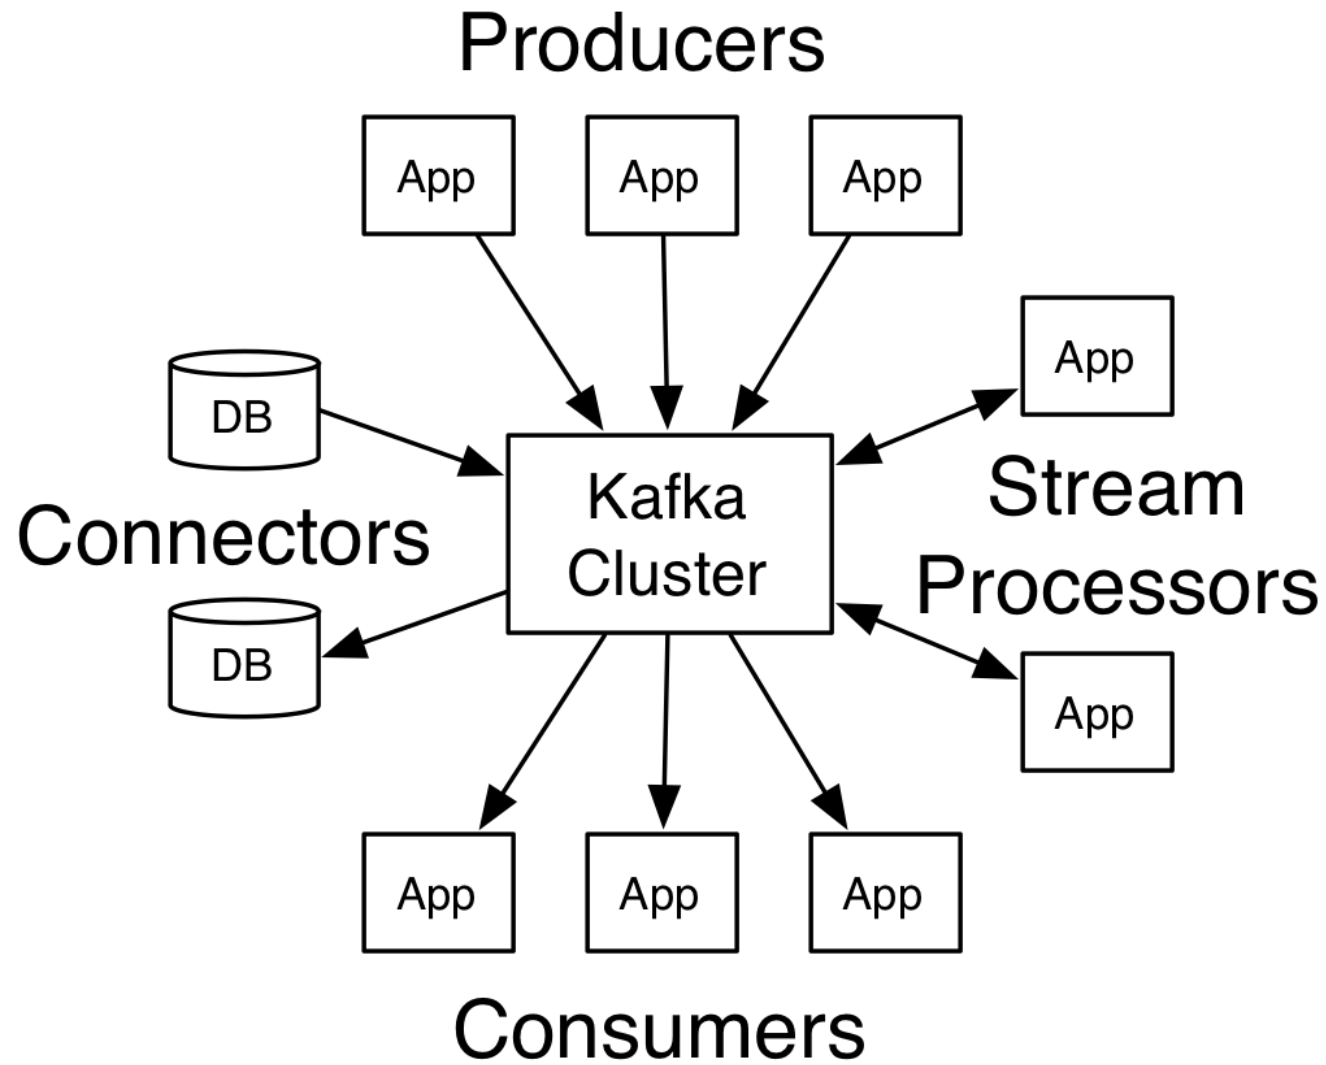 Producers
App
App
App
App
DB
Kafka
Cluster
Stream
Processors
Connectors
DB
App
App
App
App
Consumers